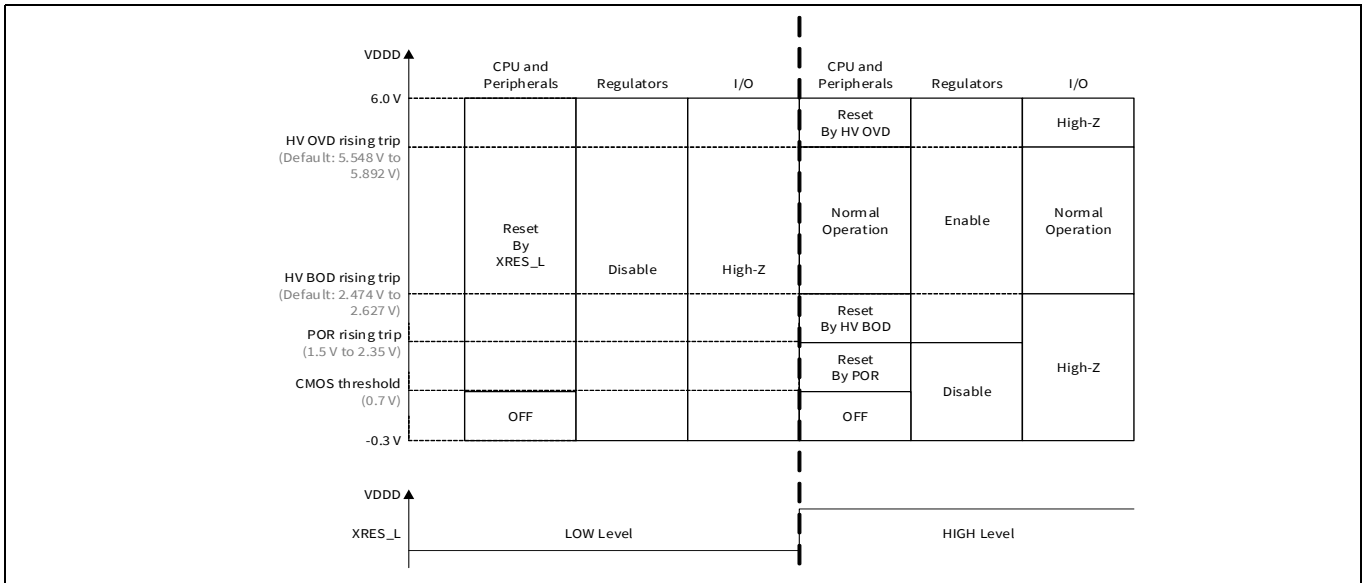 VDDD
CPU and
Peripherals
Regulators
I/O
CPU and
Peripherals
Regulators
I/O
6.0 V
Reset
By HV OVD
High-Z
HV OVD rising trip
(Default: 5.548 V to
5.892 V)
Normal
Operation
Enable
Normal
Operation
Reset
By
XRES_L
Disable
High-Z
HV BOD rising trip
(Default: 2.474 V to
2.627 V)
Reset
By HV BOD
POR rising trip
(1.5 V to 2.35 V)
Reset
By POR
High-Z
CMOS threshold
(0.7 V)
Disable
OFF
OFF
-0.3 V
VDDD
XRES_L
LOW Level
HIGH Level